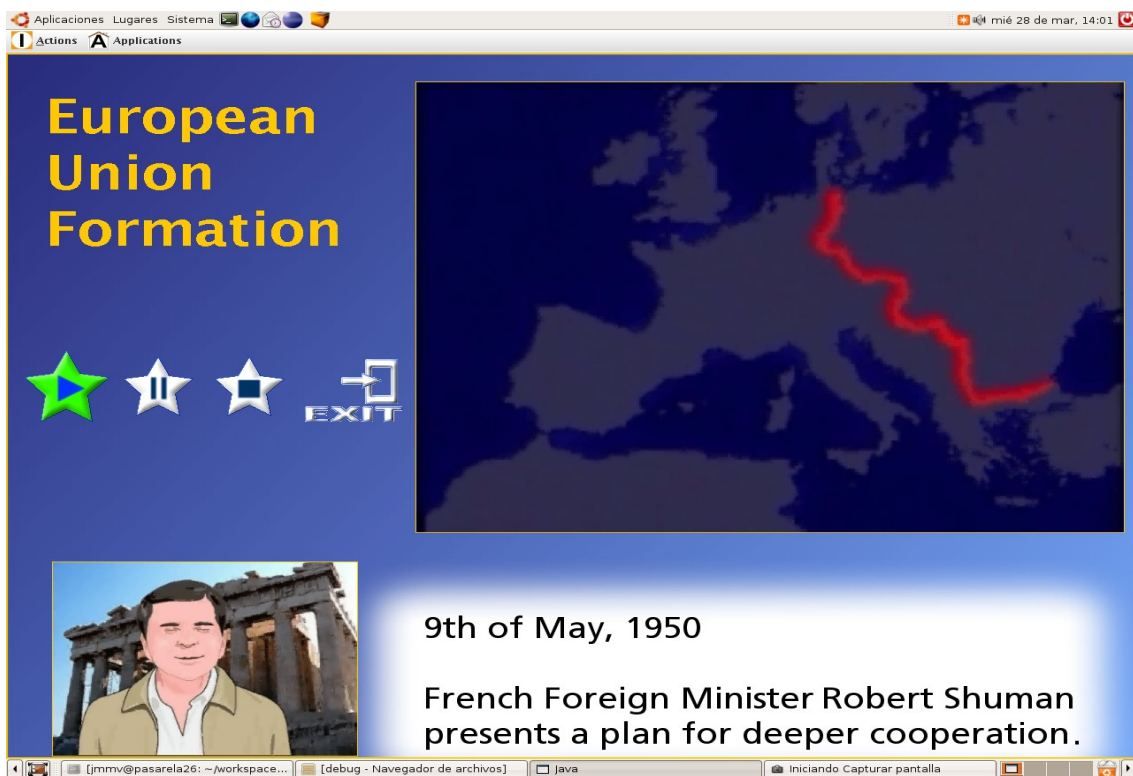 Aplicaciones Lugares Sistema
mié 28 de mar, 14:01
Actions Applications
European
Union
Formation
EXIT
9th of May, 1950
French Foreign Minister Robert Shuman
presents a plan for deeper cooperation.
[jmmv@pasarela26: ~/workspace... [debug - Navegador de archivos] Java Iniciando Capturar pantalla